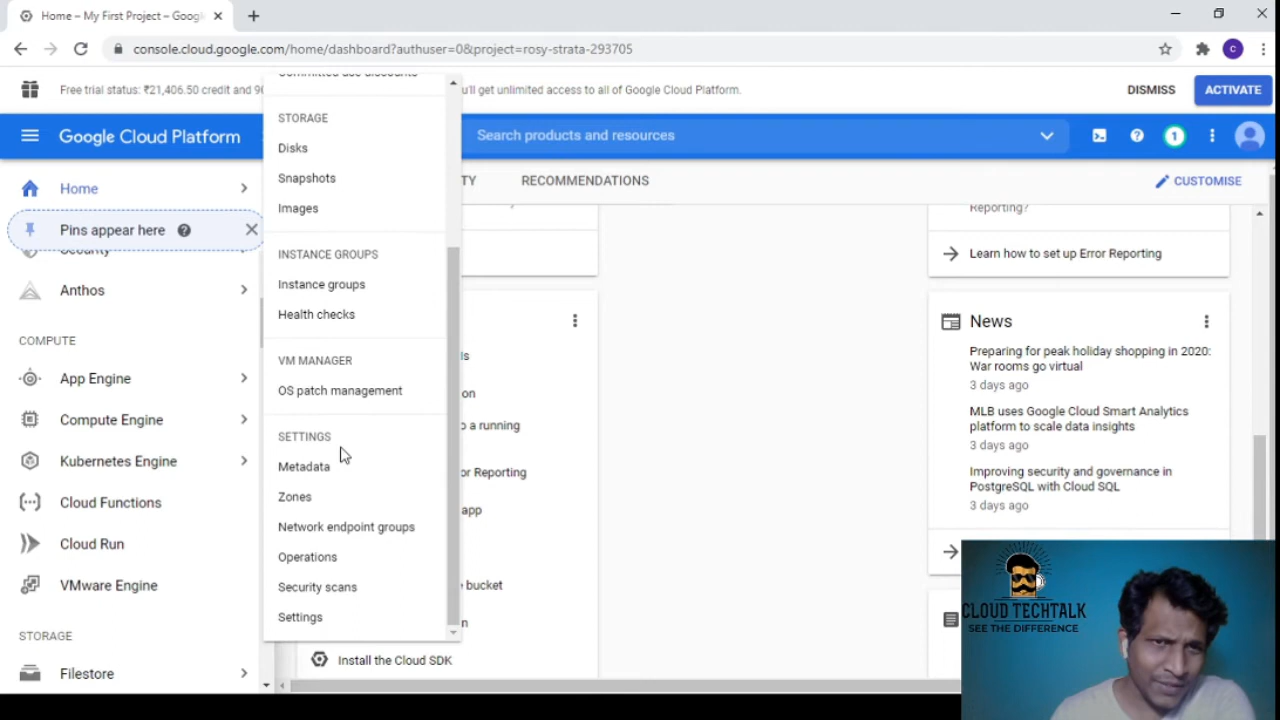 Home – My First Project – Goog
console.cloud.google.com/home/dashboard?authuser=0&project=rosy-strata-293705
C
Free trial status: ₹21,406.50 credit and 9
'll get unlimited access to all of Google Cloud Platform.
DISMISS
ACTIVATE
Google Cloud Platform
Search products and resources
1
Home
Pins appear here
Security
Anthos
COMPUTE
App Engine
Compute Engine
Kubernetes Engine
Cloud Functions
Cloud Run
VMware Engine
STORAGE
Filestore
Committed use discounts
STORAGE
Disks
Snapshots
Images
INSTANCE GROUPS
Instance groups
Health checks
VM MANAGER
OS patch management
SETTINGS
Metadata
Zones
Network endpoint groups
Operations
Security scans
Settings
TY
RECOMMENDATIONS
CUSTOMISE
ls
on
o a running
or Reporting
app
bucket
n
Install the Cloud SDK
Reporting?
Learn how to set up Error Reporting
News
Preparing for peak holiday shopping in 2020:
War rooms go virtual
3 days ago
MLB uses Google Cloud Smart Analytics
platform to scale data insights
3 days ago
Improving security and governance in
PostgreSQL with Cloud SQL
3 days ago
CLOUD TECHTALK
SEE THE DIFFERENCE